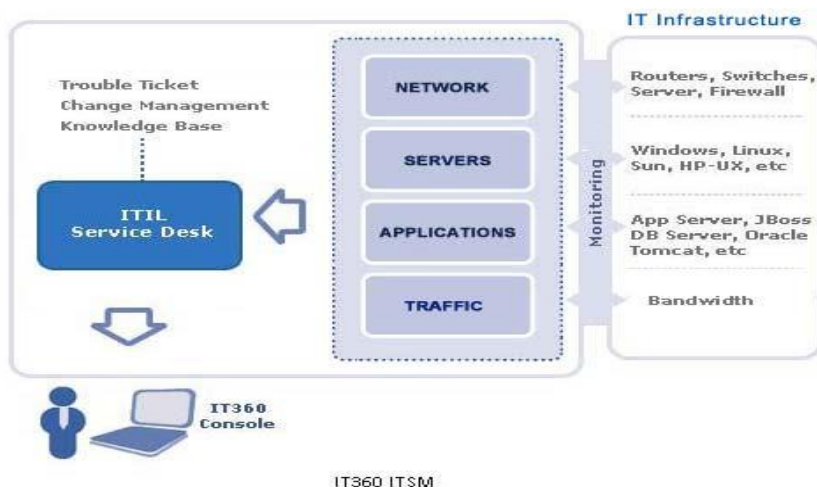 IT Infrastructure
Trouble Ticket
Change Management
Knowledge Base
ITIL
Service Desk
NETWORK
SERVERS
APPLICATIONS
TRAFFIC
Monitoring
Routers, Switches,
Server, Firewall
Windows, Linux,
Sun, HP-UX, etc
App Server, JBoss
DB Server, Oracle
Tomcat, etc
Bandwidth
IT360
Console
IT360 ITSM